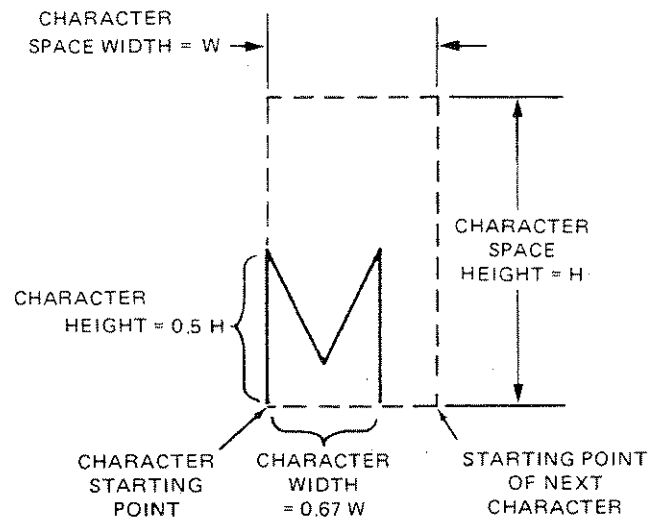 CHARACTER
SPACE WIDTH = W
CHARACTER
SPACE
HEIGHT = H
CHARACTER
HEIGHT = 0.5 H
CHARACTER
STARTING
POINT
CHARACTER
WIDTH
= 0.67 W
STARTING POINT
OF NEXT
CHARACTER